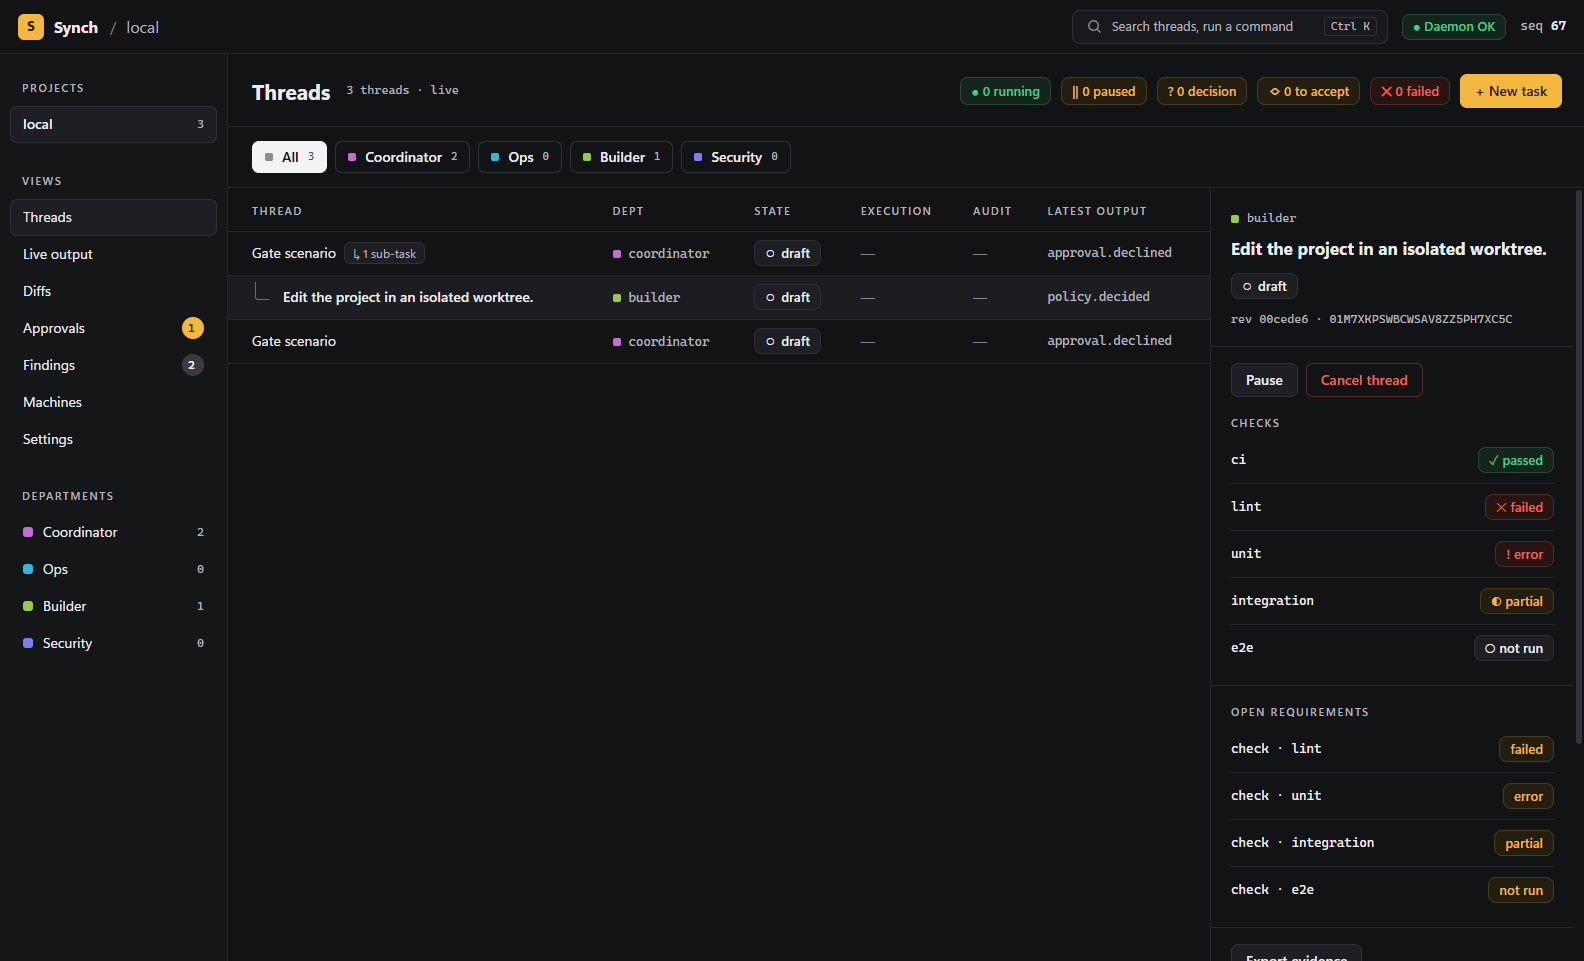 S Synch / local
Search threads, run a command Ctrl K
● Daemon OK
seq 67
PROJECTS
local 3
VIEWS
Threads
Live output
Diffs
Approvals 1
Findings 2
Machines
Settings
DEPARTMENTS
Coordinator 2
Ops 0
Builder 1
Security 0
Threads 3 threads · live
● 0 running
|| 0 paused
? 0 decision
◇ 0 to accept
✕ 0 failed
+ New task
All 3
Coordinator 2
Ops 0
Builder 1
Security 0
THREAD DEPT STATE EXECUTION AUDIT LATEST OUTPUT
Gate scenario ↳ 1 sub-task coordinator ○ draft — — approval.declined
Edit the project in an isolated worktree. builder ○ draft — — policy.decided
Gate scenario coordinator ○ draft — — approval.declined
builder
Edit the project in an isolated worktree.
○ draft
rev 00cede6 · 01M7XKPSWBCWSAV8ZZ5PH7XC5C
Pause
Cancel thread
CHECKS
ci ✓ passed
lint ✕ failed
unit ! error
integration ◐ partial
e2e ○ not run
OPEN REQUIREMENTS
check · lint failed
check · unit error
check · integration partial
check · e2e not run
Export evidence